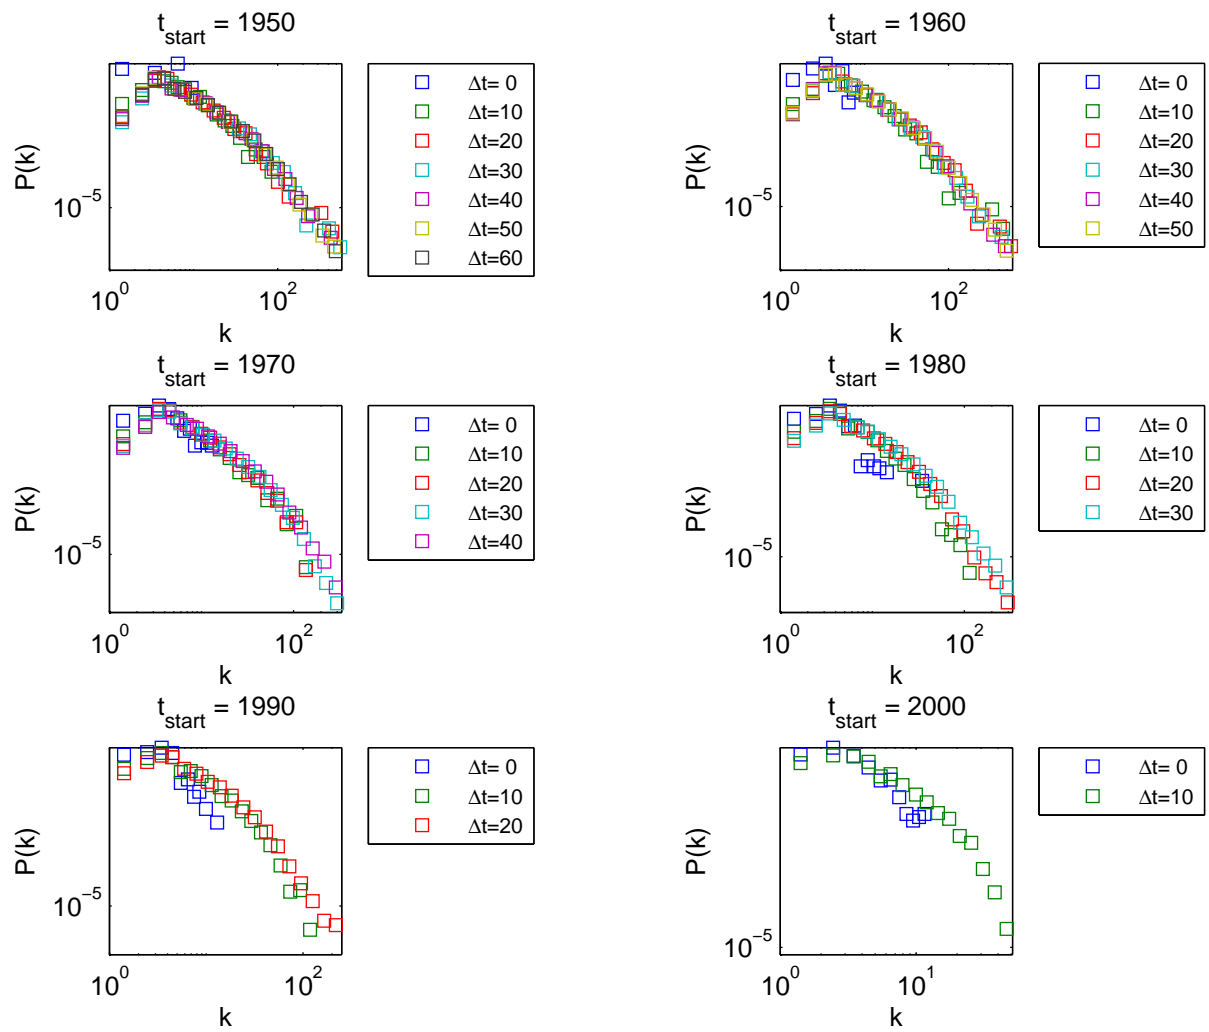 t_start = 1950
P(k)
10^-5
10^0
10^2
k
Δt= 0
Δt=10
Δt=20
Δt=30
Δt=40
Δt=50
Δt=60
t_start = 1960
P(k)
10^-5
10^0
10^2
k
Δt= 0
Δt=10
Δt=20
Δt=30
Δt=40
Δt=50
t_start = 1970
P(k)
10^-5
10^0
10^2
k
Δt= 0
Δt=10
Δt=20
Δt=30
Δt=40
t_start = 1980
P(k)
10^-5
10^0
10^2
k
Δt= 0
Δt=10
Δt=20
Δt=30
t_start = 1990
P(k)
10^-5
10^0
10^2
k
Δt= 0
Δt=10
Δt=20
t_start = 2000
P(k)
10^-5
10^0
10^1
k
Δt= 0
Δt=10